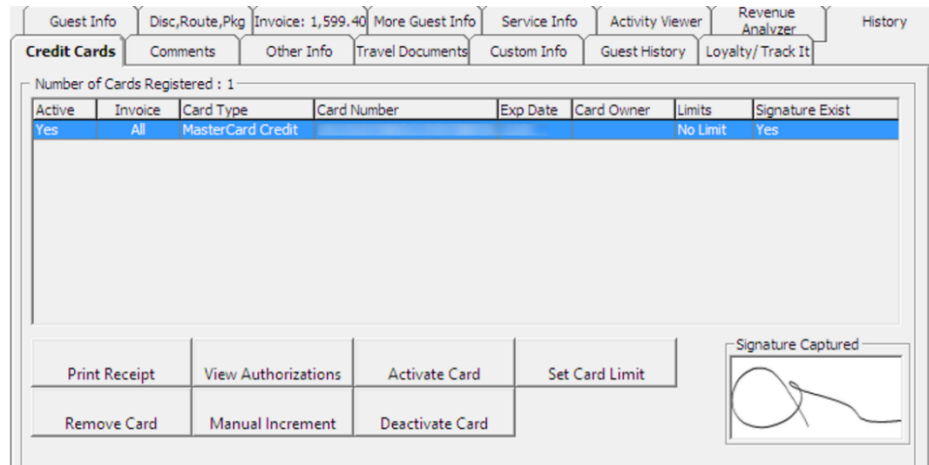 Guest Info Disc,Route,Pkg Invoice: 1,599.40 More Guest Info Service Info Activity Viewer Revenue Analyzer History
Credit Cards Comments Other Info Travel Documents Custom Info Guest History Loyalty/ Track It
Number of Cards Registered : 1
Active Invoice Card Type Card Number Exp Date Card Owner Limits Signature Exist
Yes All MasterCard Credit No Limit Yes
Print Receipt View Authorizations Activate Card Set Card Limit
Signature Captured
Remove Card Manual Increment Deactivate Card